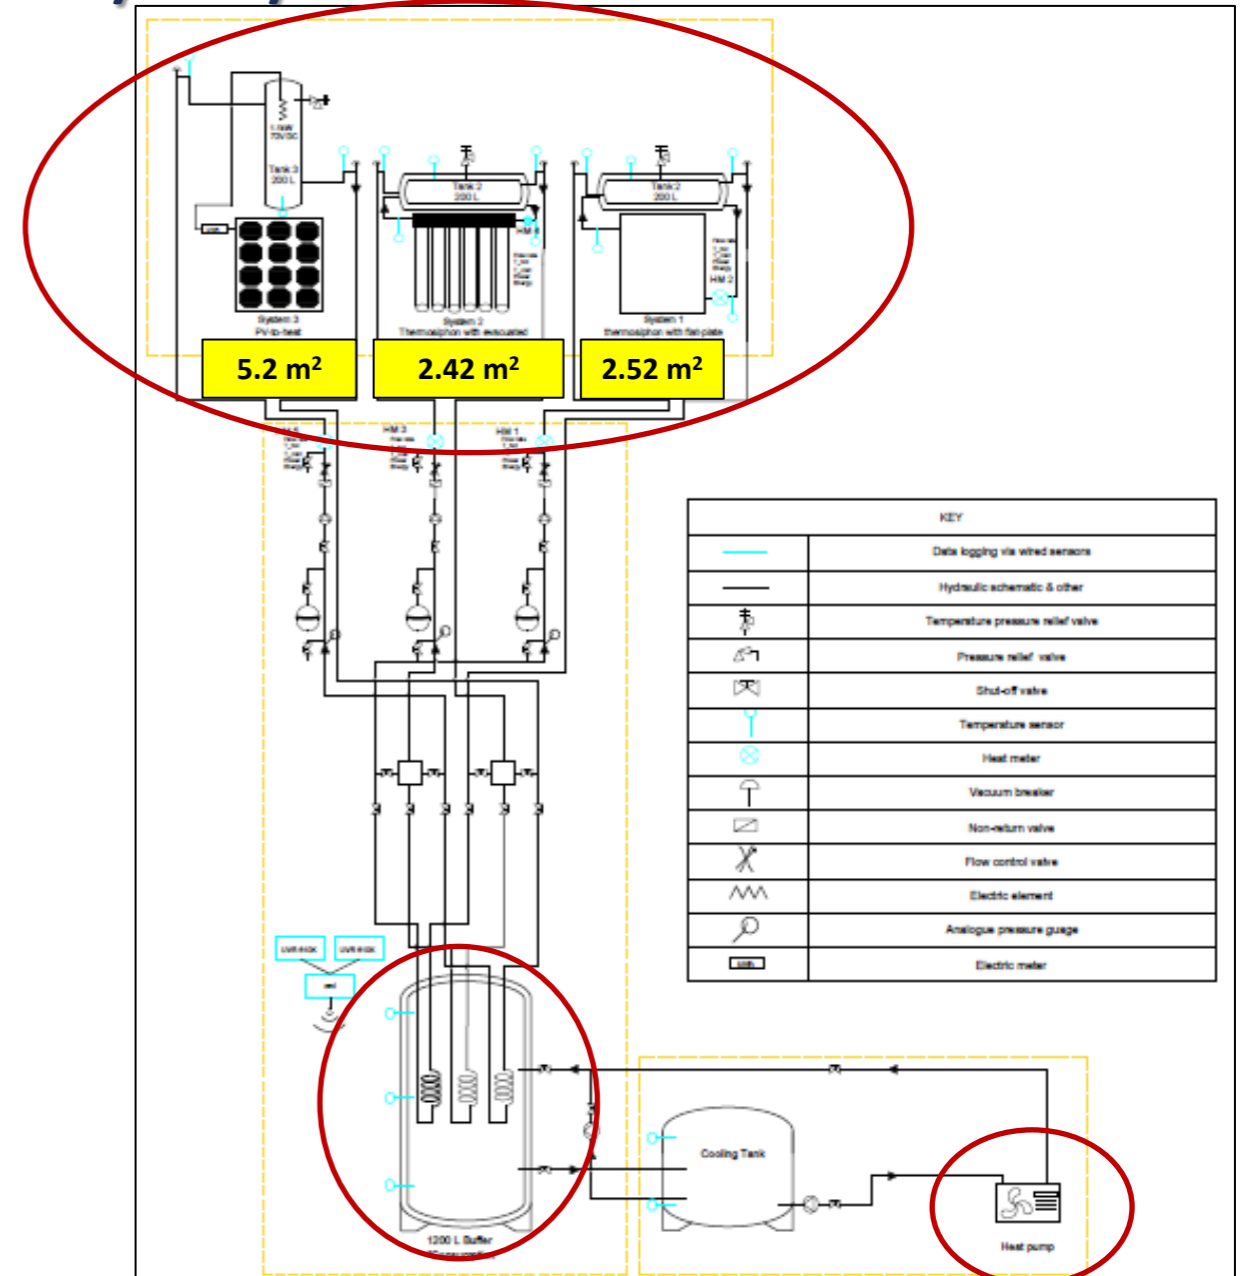 1.0kW
72V DC
Tank 3
200 L
Tank 2
200 L
Tank 2
200 L
HM 2
System 3
PV-to-heat
System 2
Thermosiphon with evacuated
System 1
thermosiphon with flat-plate
5.2 m²
2.42 m²
2.52 m²
HM 3
HM 1
KEY
Data logging via wired sensors
Hydraulic schematic & other
Temperature pressure relief valve
Pressure relief valve
Shut-off valve
Temperature sensor
Heat meter
Vacuum breaker
Non-return valve
Flow control valve
Electric element
Analogue pressure guage
Electric meter
Cooling Tank
1200 L Buffer
Heat pump